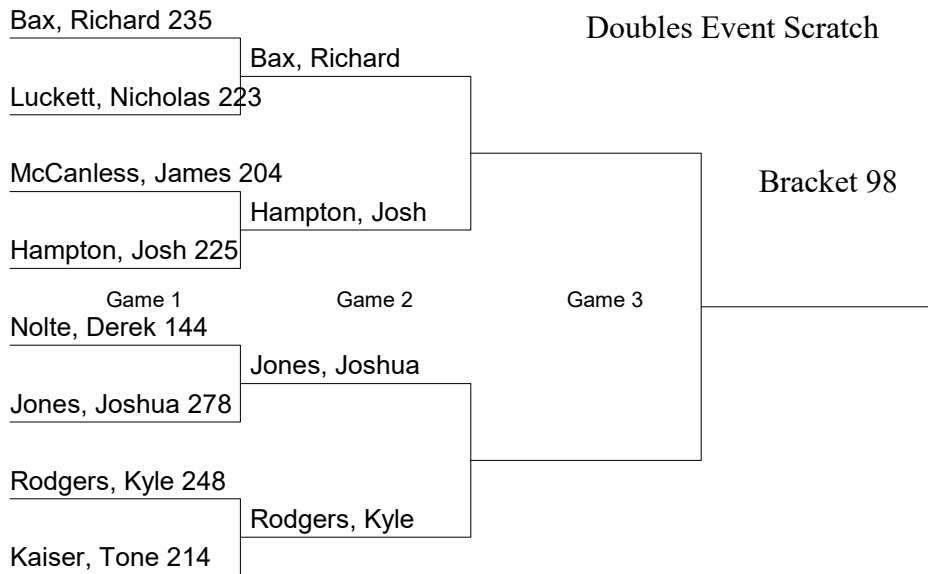 Bax, Richard 235
Doubles Event Scratch
Bax, Richard
Luckett, Nicholas 223
McCanless, James 204
Bracket 98
Hampton, Josh
Hampton, Josh 225
Game 1
Game 2
Game 3
Nolte, Derek 144
Jones, Joshua
Jones, Joshua 278
Rodgers, Kyle 248
Rodgers, Kyle
Kaiser, Tone 214